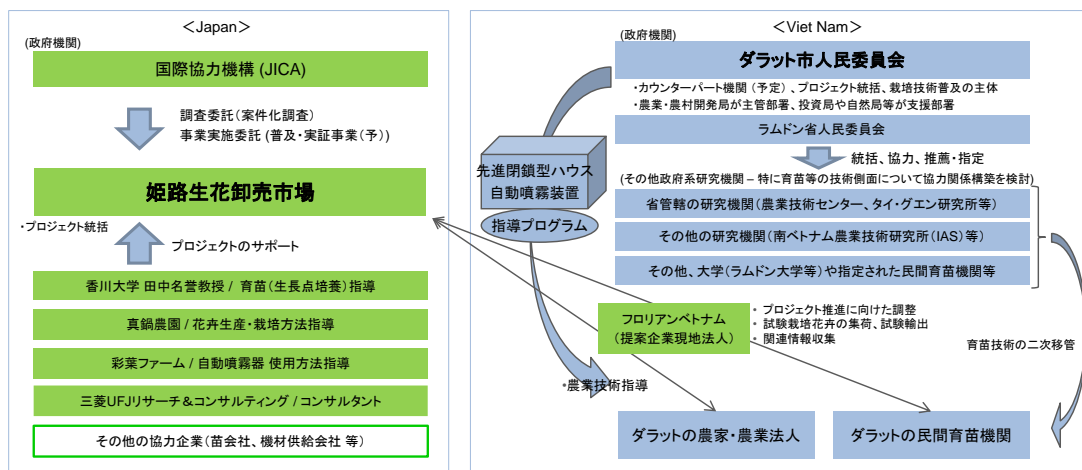 ＜Japan＞
(政府機関)
国際協力機構 (JICA)
調査委託（案件化調査）
事業実施委託 (普及・実証事業（予）)
姫路生花卸売市場
・プロジェクト統括
プロジェクトのサポート
香川大学 田中名誉教授 / 育苗（生長点培養）指導
真鍋農園 / 花卉生産・栽培方法指導
彩葉ファーム / 自動噴霧器 使用方法指導
三菱UFJリサーチ＆コンサルティング / コンサルタント
その他の協力企業（苗会社、機材供給会社 等）
＜Viet Nam＞
(政府機関)
ダラット市人民委員会
・カウンターパート機関（予定）、プロジェクト統括、栽培技術普及の主体
・農業・農村開発局が主管部署、投資局や自然局等が支援部署
ラムドン省人民委員会
統括、協力、推薦・指定
(その他政府系研究機関 – 特に育苗等の技術側面について協力関係構築を検討)
省管轄の研究機関（農業技術センター、タイ・グエン研究所等）
その他の研究機関（南ベトナム農業技術研究所（IAS）等）
その他、大学（ラムドン大学等）や指定された民間育苗機関等
先進閉鎖型ハウス
自動噴霧装置
指導プログラム
フロリアンベトナム
（提案企業現地法人）
• プロジェクト推進に向けた調整
• 試験栽培花卉の集荷、試験輸出
• 関連情報収集
育苗技術の二次移管
・農業技術指導
ダラットの農家・農業法人
ダラットの民間育苗機関